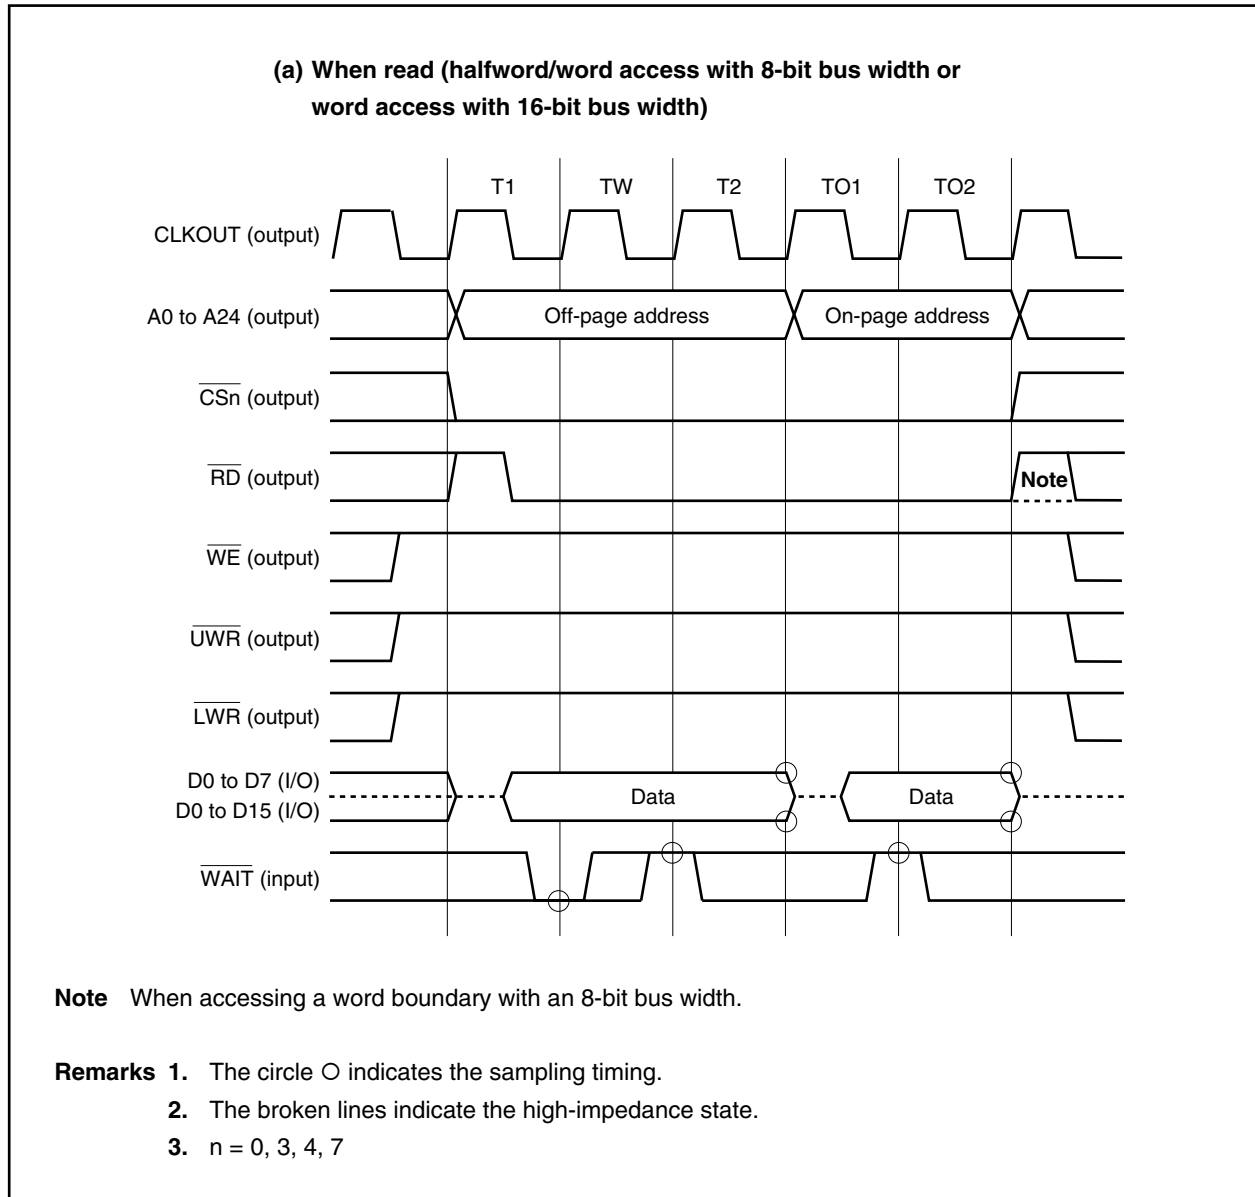 (a) When read (halfword/word access with 8-bit bus width or
word access with 16-bit bus width)
T1 TW T2 TO1 TO2
CLKOUT (output)
A0 to A24 (output) Off-page address On-page address
CSn (output)
RD (output) Note
WE (output)
UWR (output)
LWR (output)
D0 to D7 (I/O)
Data Data
D0 to D15 (I/O)
WAIT (input)
Note When accessing a word boundary with an 8-bit bus width.
Remarks 1. The circle O indicates the sampling timing.
2. The broken lines indicate the high-impedance state.
3. n = 0, 3, 4, 7